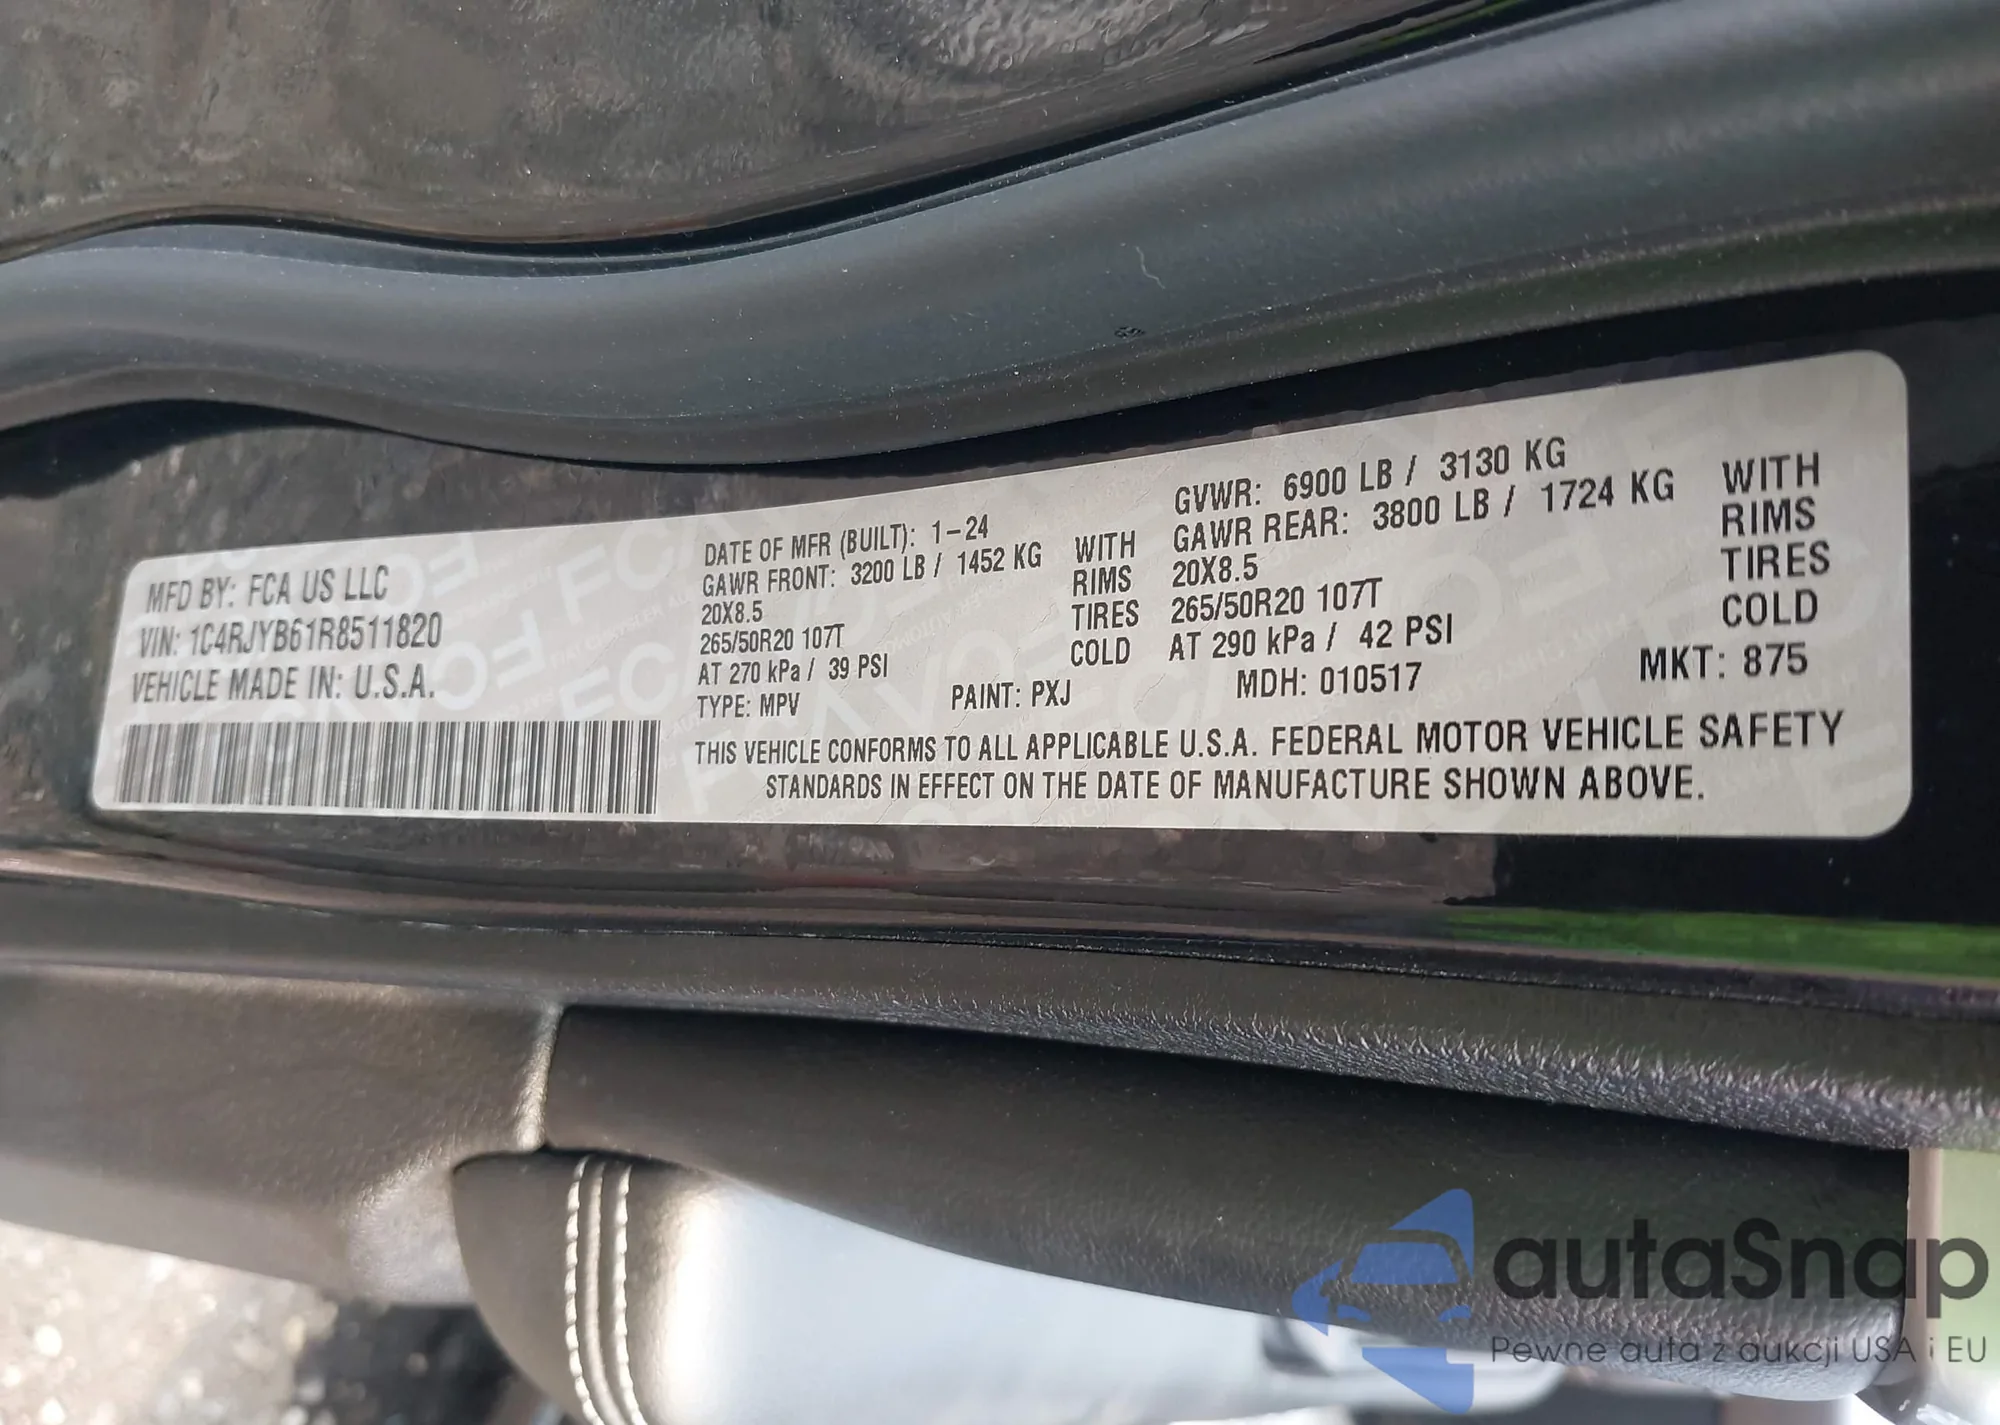 MFD BY: FCA US LLC
VIN: 1C4RJYB61R8511820
VEHICLE MADE IN: U.S.A.
DATE OF MFR (BUILT): 1-24
GAWR FRONT: 3200 LB / 1452 KG WITH
20X8.5 RIMS
265/50R20 107T TIRES
AT 270 kPa / 39 PSI COLD
GVWR: 6900 LB / 3130 KG
GAWR REAR: 3800 LB / 1724 KG WITH
20X8.5 RIMS
265/50R20 107T TIRES
AT 290 kPa / 42 PSI COLD
TYPE: MPV PAINT: PXJ MDH: 010517 MKT: 875
THIS VEHICLE CONFORMS TO ALL APPLICABLE U.S.A. FEDERAL MOTOR VEHICLE SAFETY
STANDARDS IN EFFECT ON THE DATE OF MANUFACTURE SHOWN ABOVE.
autaSnap
Pewne auta z aukcji USA i EU